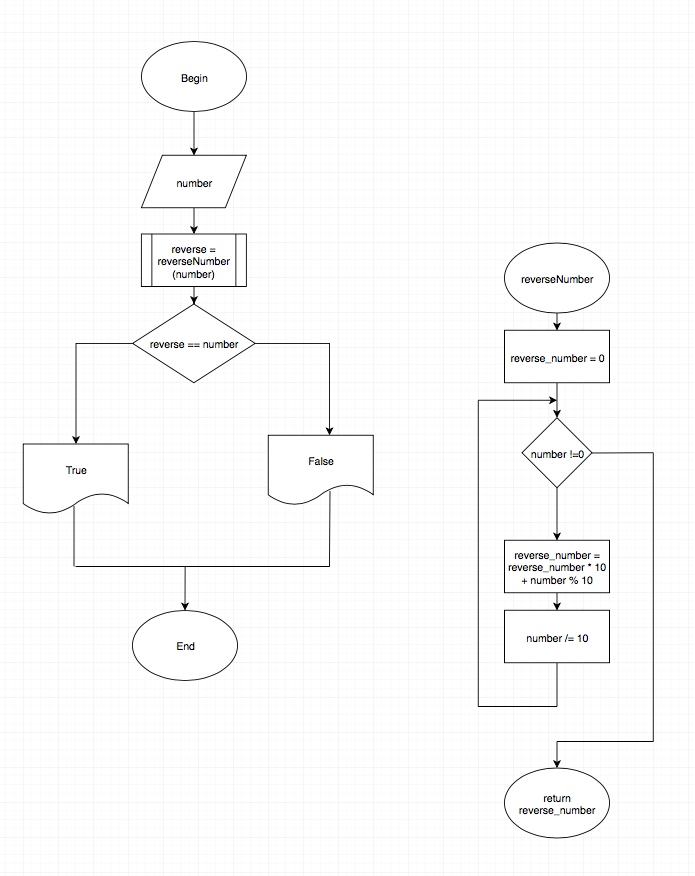 Begin
number
reverse =
reverseNumber
(number)
reverse == number
True
False
End
reverseNumber
reverse_number = 0
number !=0
reverse_number =
reverse_number * 10
+ number % 10
number /= 10
return
reverse_number